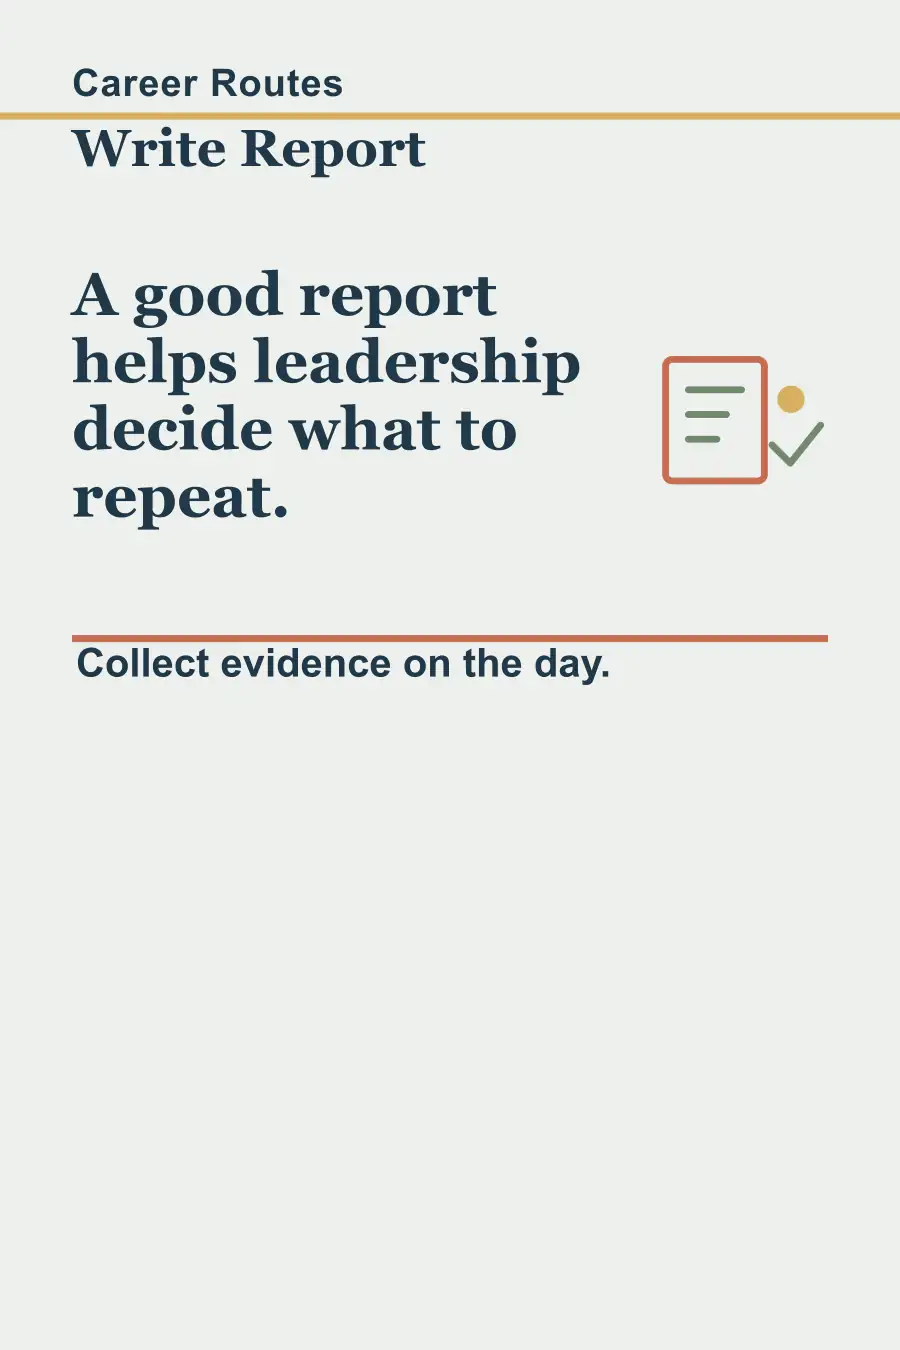 Career Routes
Write Report
A good report
helps leadership
decide what to
repeat.
Collect evidence on the day.